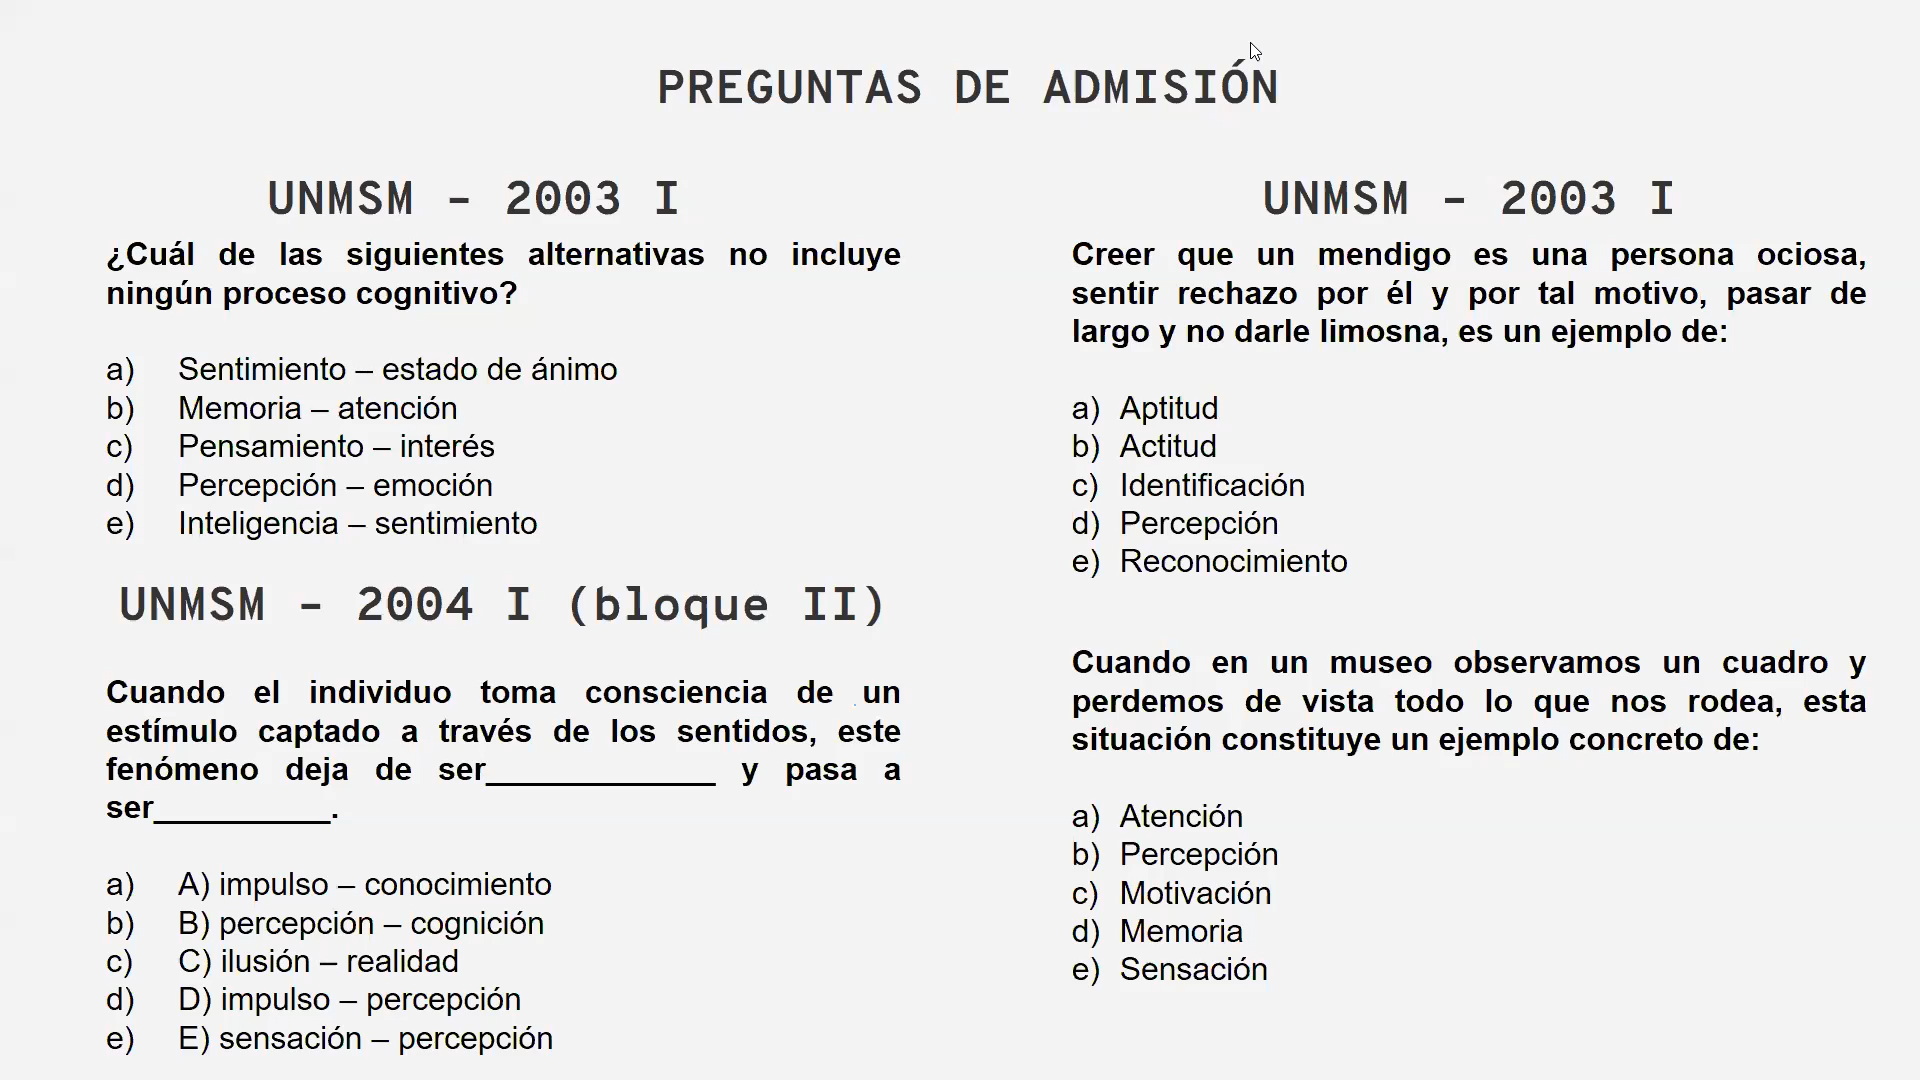 PREGUNTAS DE ADMISIÓN
UNMSM – 2003 I
¿Cuál de las siguientes alternativas no incluye
ningún proceso cognitivo?
a) Sentimiento – estado de ánimo
b) Memoria – atención
c) Pensamiento – interés
d) Percepción – emoción
e) Inteligencia – sentimiento
UNMSM – 2004 I (bloque II)
Cuando el individuo toma consciencia de un
estímulo captado a través de los sentidos, este
fenómeno deja de ser_____________ y pasa a
ser__________.
a) A) impulso – conocimiento
b) B) percepción – cognición
c) C) ilusión – realidad
d) D) impulso – percepción
e) E) sensación – percepción
UNMSM – 2003 I
Creer que un mendigo es una persona ociosa,
sentir rechazo por él y por tal motivo, pasar de
largo y no darle limosna, es un ejemplo de:
a) Aptitud
b) Actitud
c) Identificación
d) Percepción
e) Reconocimiento
Cuando en un museo observamos un cuadro y
perdemos de vista todo lo que nos rodea, esta
situación constituye un ejemplo concreto de:
a) Atención
b) Percepción
c) Motivación
d) Memoria
e) Sensación